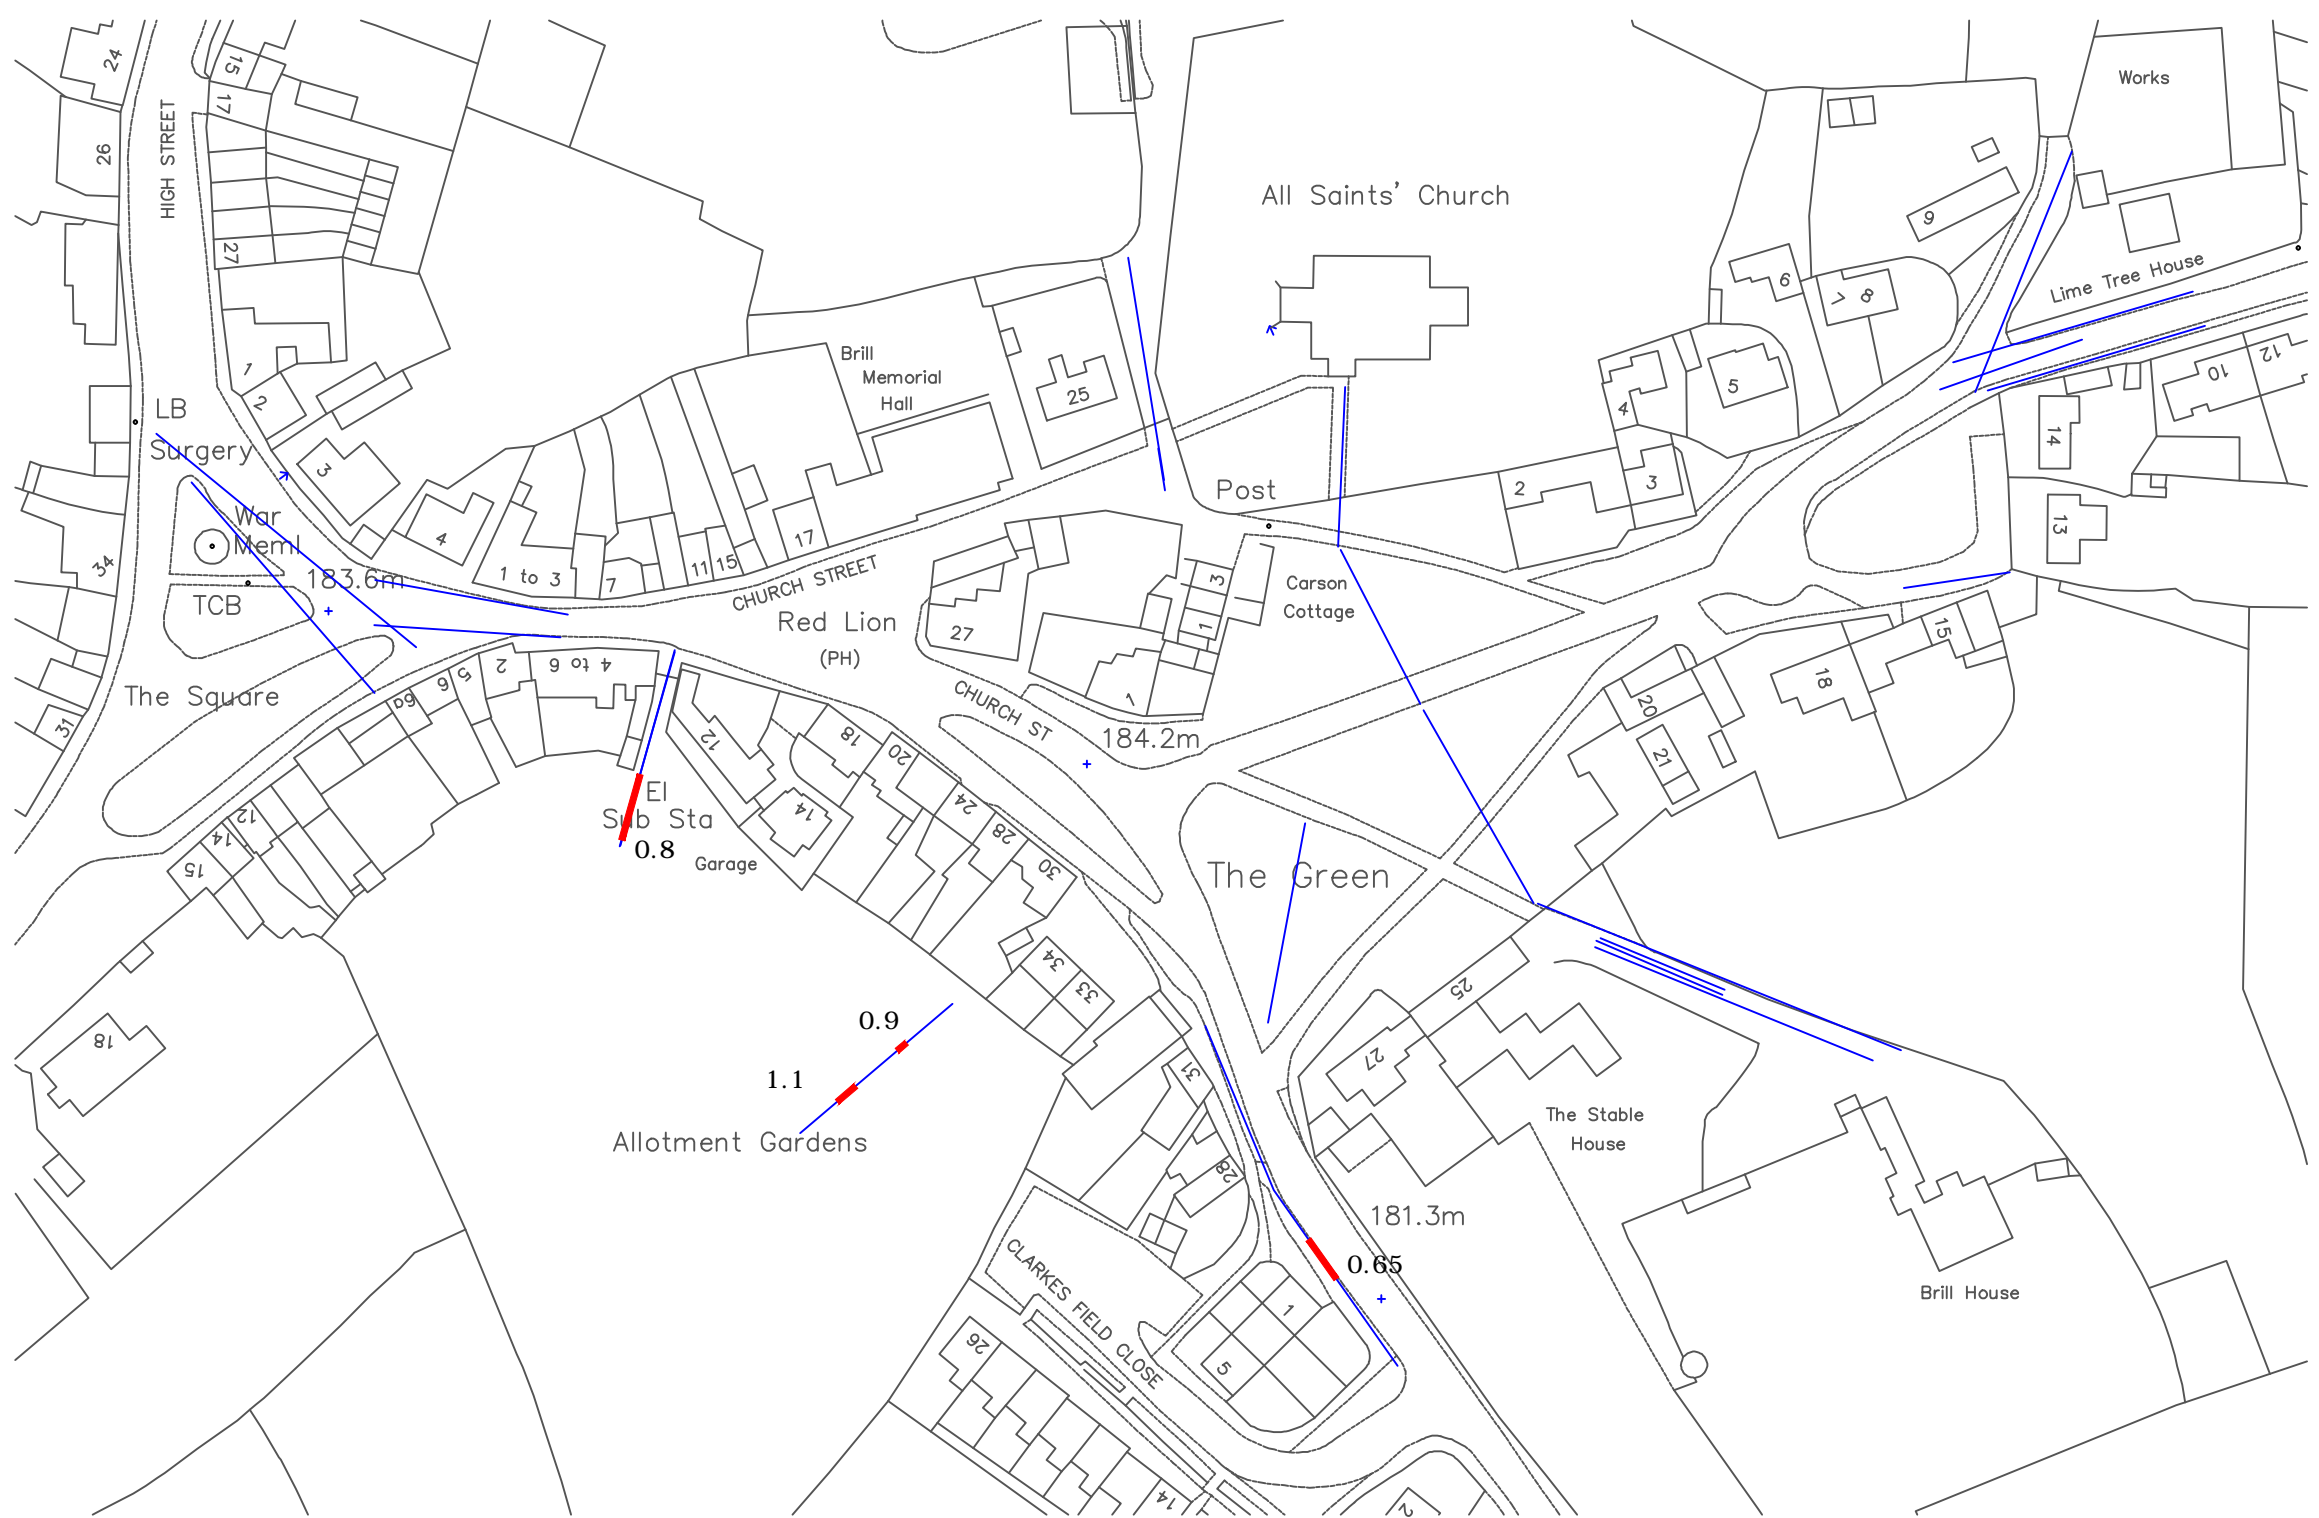 24
15
17
26
HIGH STREET
27
All Saints' Church
Works
9
Lime Tree House
6
7
8
1
2
Brill
Memorial
Hall
25
5
4
10
12
LB
Surgery
3
War
Meml
4
Post
2
3
14
13
34
183.6m
TCB
1 to 3
7
11
15
17
CHURCH STREET
Red Lion
(PH)
27
3
1
Carson
Cottage
The Square
31
6a
6
5
2
4 to 6
CHURCH ST
1
184.2m
20
21
18
15
12
18
20
14
24
28
30
El
Sub Sta
0.8
Garage
12
14
15
The Green
34
33
25
27
18
0.9
1.1
Allotment Gardens
31
28
The Stable
House
181.3m
0.65
CLARKES FIELD CLOSE
1
5
Brill House
26
14
2